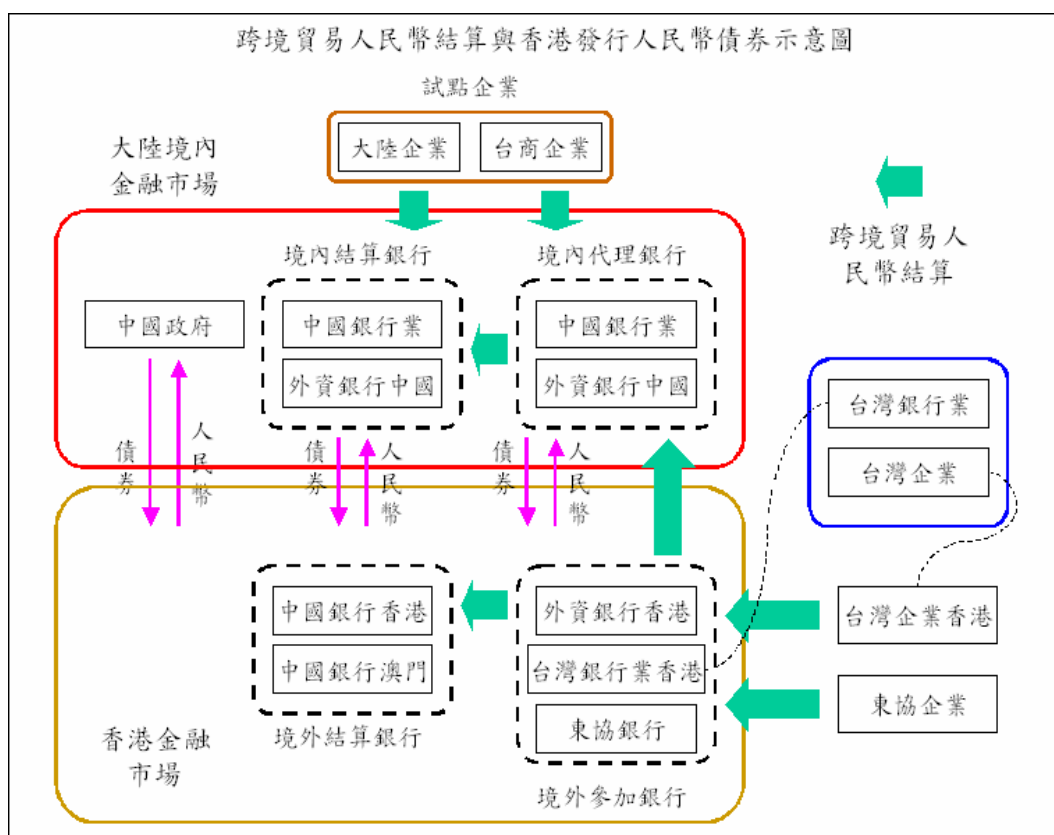 跨境貿易人民幣結算與香港發行人民幣債券示意圖
試點企業
大陸企業
台商企業
大陸境內
金融市場
跨境貿易人
民幣結算
境內結算銀行
境內代理銀行
中國政府
中國銀行業
外資銀行中國
中國銀行業
外資銀行中國
台灣銀行業
台灣企業
債券
人民幣
債券
人民幣
債券
人民幣
中國銀行香港
中國銀行澳門
境外結算銀行
外資銀行香港
台灣銀行業香港
東協銀行
境外參加銀行
台灣企業香港
東協企業
香港金融
市場